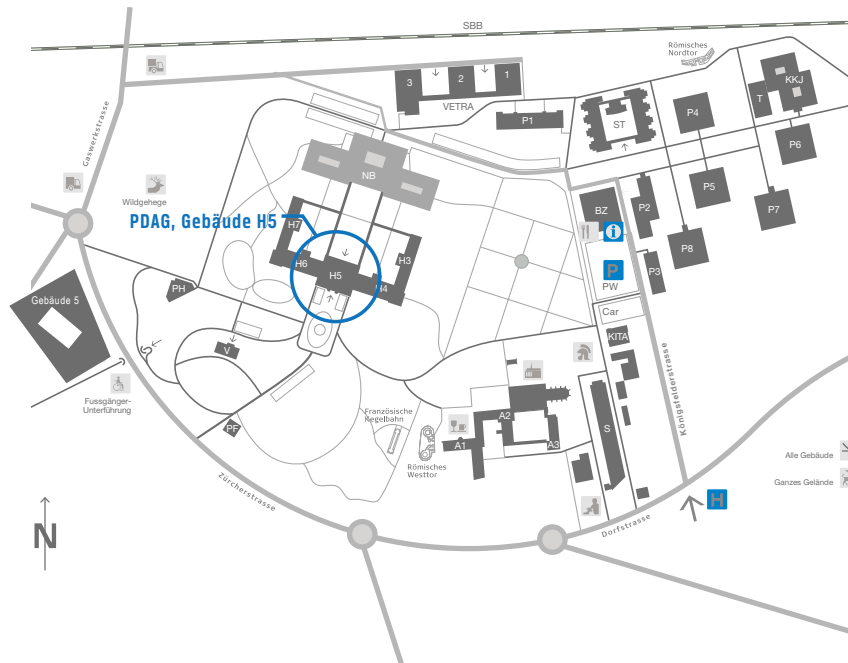 SBB
Römisches
Nordtor
KKJ
T
3
2
1
VETRA
P1
ST
P4
P6
Gaswerkstrasse
NB
Wildgehege
P5
P7
BZ
P2
PDAG, Gebäude H5
H7
H3
H6
H5
H4
i
P8
P
PW
P3
PH
Gebäude 5
Car
KITA
V
Königsfelderstrasse
Fussgänger-
Unterführung
Französische
Kegelbahn
PF
A2
A1
A3
S
Römisches
Westtor
Alle Gebäude
Ganzes Gelände
Zürcherstrasse
H
Dorfstrasse
N